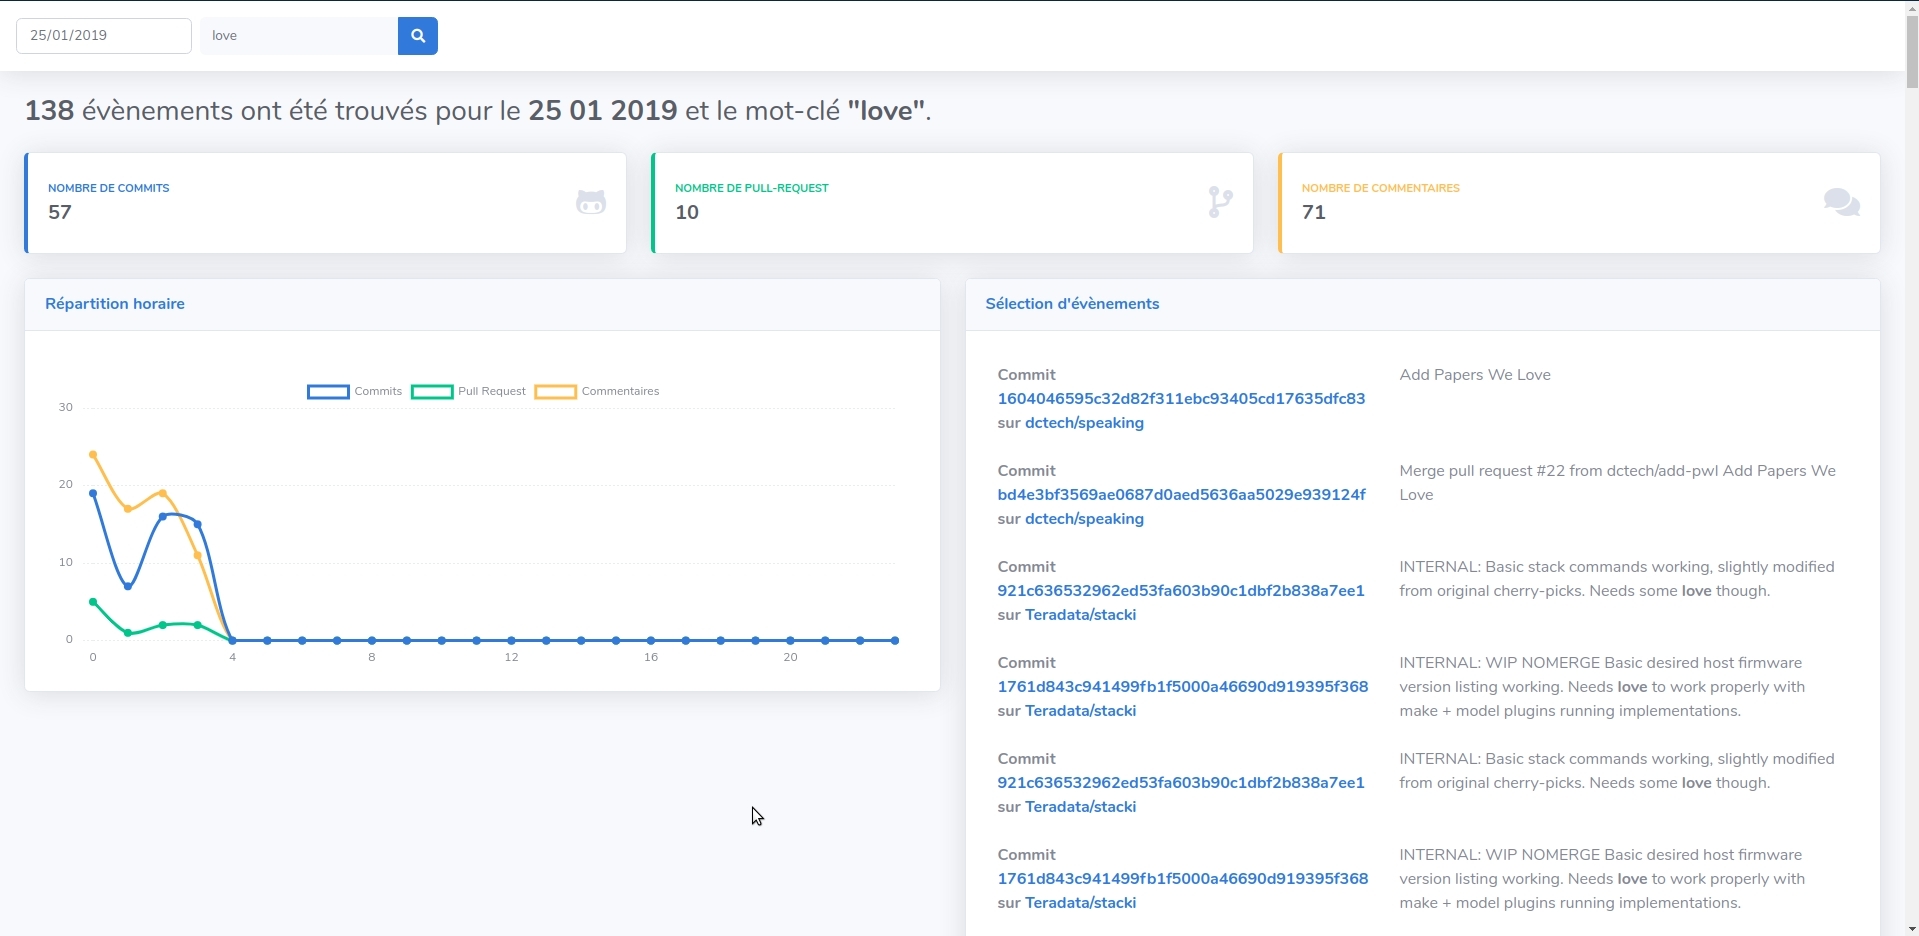 25/01/2019
love
138 évènements ont été trouvés pour le 25 01 2019 et le mot-clé "love".
NOMBRE DE COMMITS
57
NOMBRE DE PULL-REQUEST
10
NOMBRE DE COMMENTAIRES
71
Répartition horaire
Commits Pull Request Commentaires
30
20
10
0
0 4 8 12 16 20
Sélection d'évènements
Commit
1604046595c32d82f311ebc93405cd17635dfc83
sur dctech/speaking
Add Papers We Love
Commit
bd4e3bf3569ae0687d0aed5636aa5029e939124f
sur dctech/speaking
Merge pull request #22 from dctech/add-pwl Add Papers We
Love
Commit
921c636532962ed53fa603b90c1dbf2b838a7ee1
sur Teradata/stacki
INTERNAL: Basic stack commands working, slightly modified
from original cherry-picks. Needs some love though.
Commit
1761d843c941499fb1f5000a46690d919395f368
sur Teradata/stacki
INTERNAL: WIP NOMERGE Basic desired host firmware
version listing working. Needs love to work properly with
make + model plugins running implementations.
Commit
921c636532962ed53fa603b90c1dbf2b838a7ee1
sur Teradata/stacki
INTERNAL: Basic stack commands working, slightly modified
from original cherry-picks. Needs some love though.
Commit
1761d843c941499fb1f5000a46690d919395f368
sur Teradata/stacki
INTERNAL: WIP NOMERGE Basic desired host firmware
version listing working. Needs love to work properly with
make + model plugins running implementations.